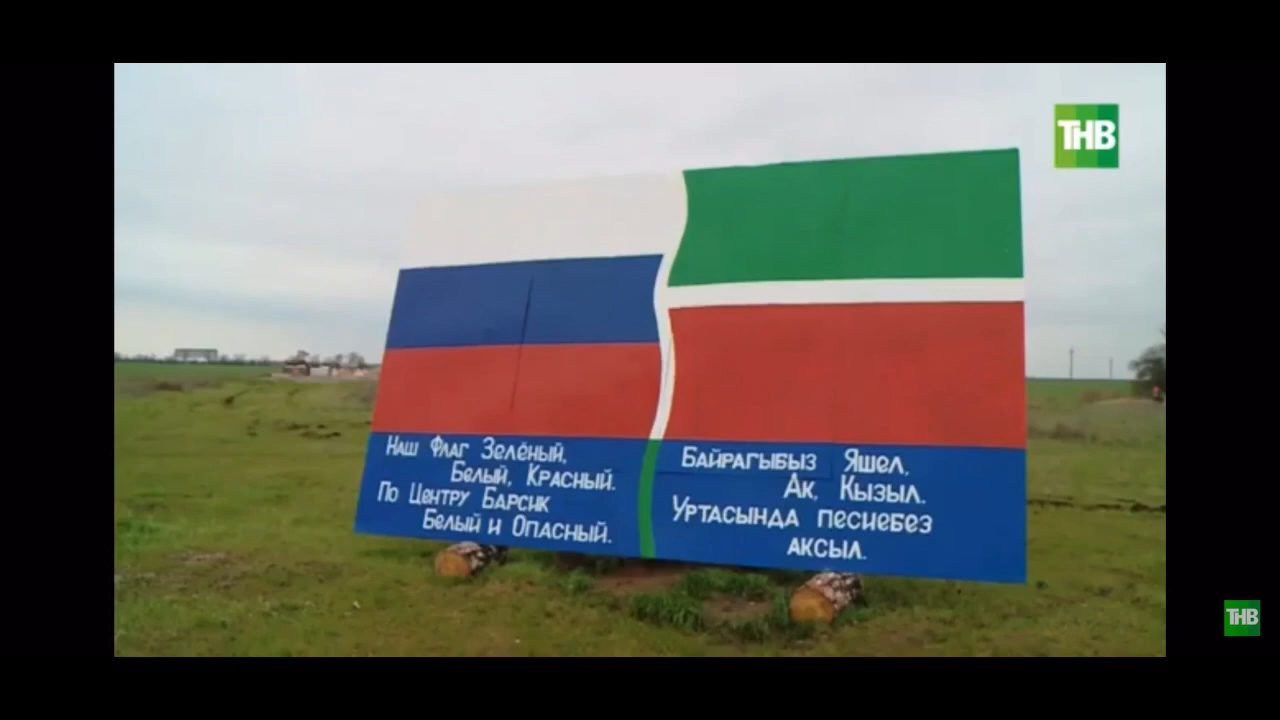 ТНВ
Наш Флаг Зелёный,
Белый, Красный.
По Центру Барсик
Белый и Опасный.
Байрагыбыз Яшел,
Ак, Кызыл.
Уртасында песиебез
аксыл.
ТНВ